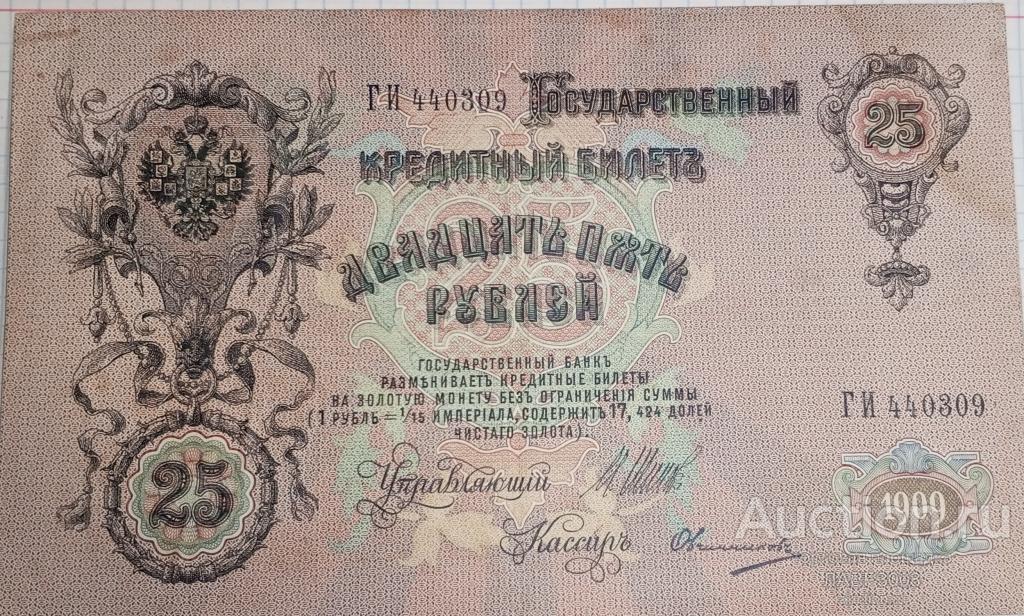 ГИ 440309 Государственный
25
Кредитный Билетъ
Двадцать пять
рублей
Государственный Банкъ
размѣниваетъ кредитные билеты
на золотую монету безъ ограниченія суммы
(1 рубль = 1/15 имперіала, содержитъ 17,424 долей
чистаго золота).
ГИ 440309
25
Управляющій
Кассиръ
Овчинниковъ
1909
Auction.ru